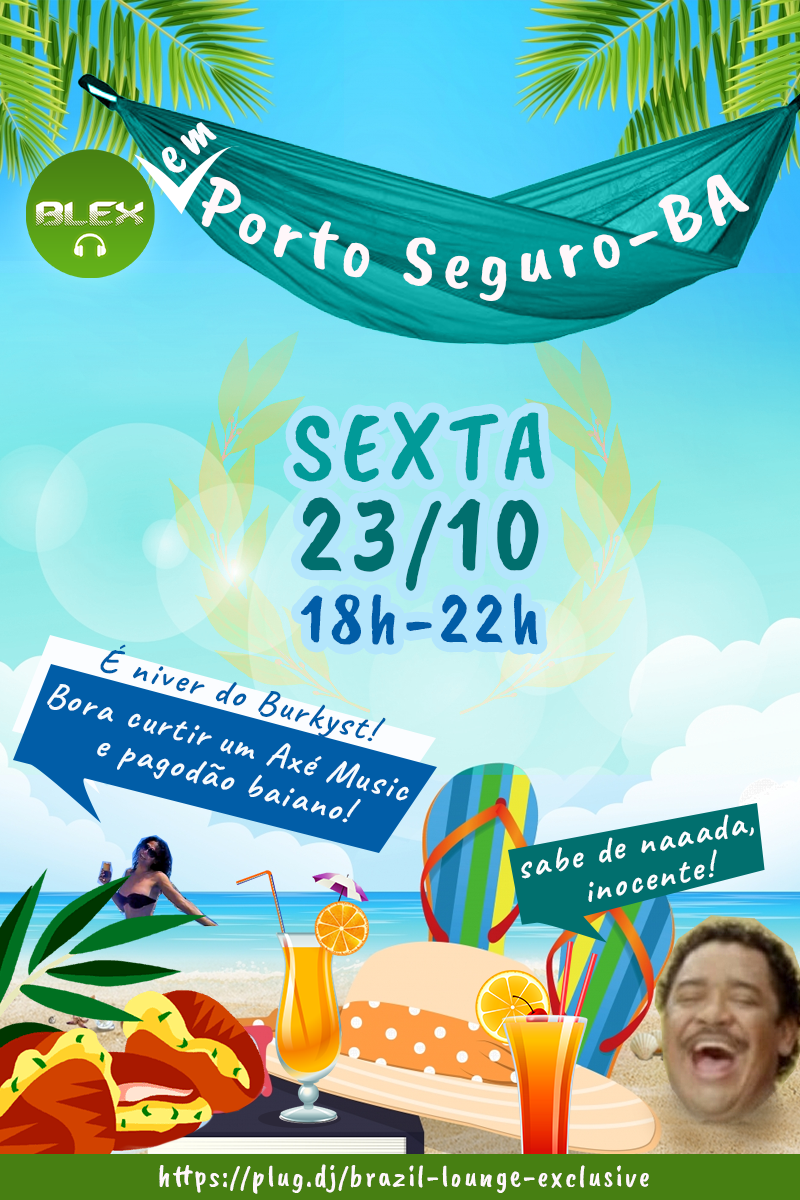 em
BLEX
Porto Seguro-BA
SEXTA
23/10
18h-22h
É niver do Burkyst!
Bora curtir um Axé Music
e pagodão baiano!
sabe de naaada,
inocente!
https://plug.dj/brazil-lounge-exclusive